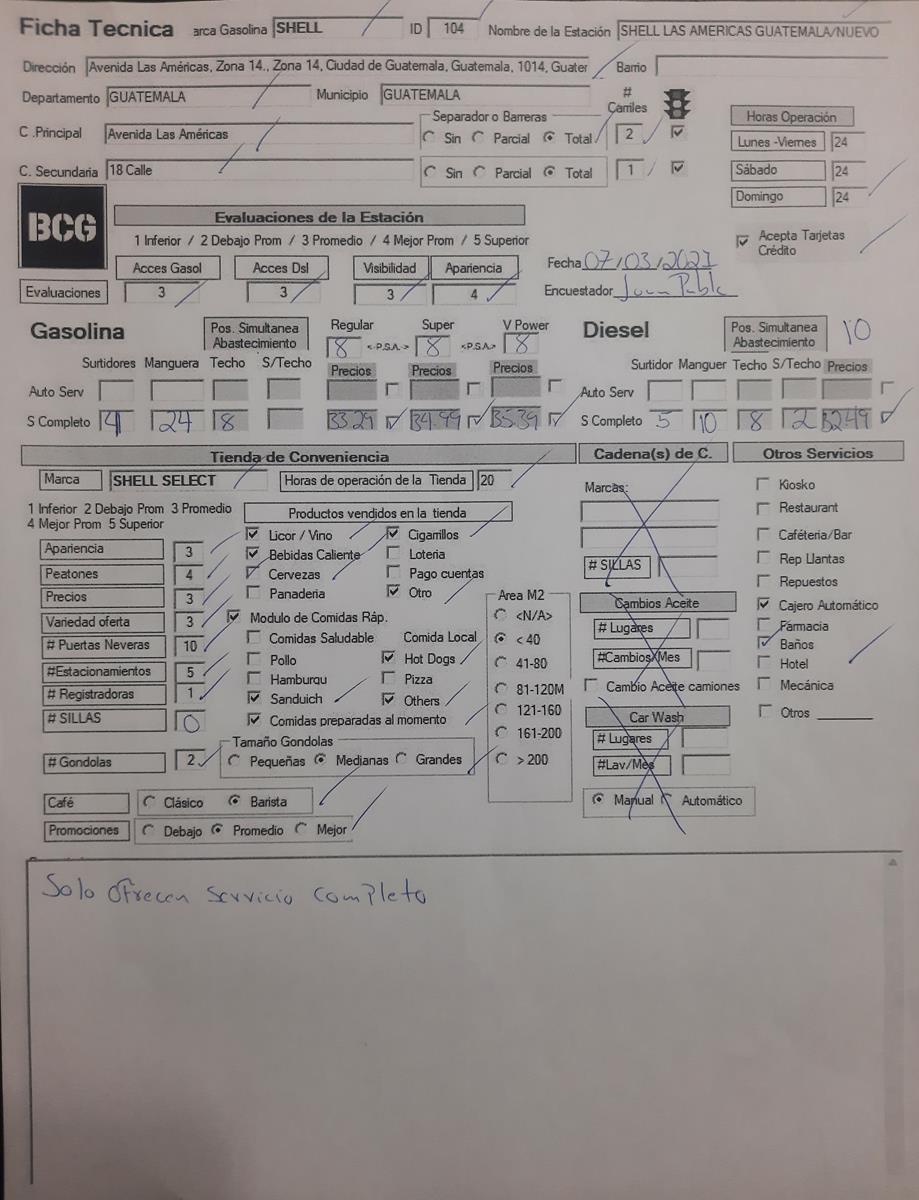 Ficha Tecnica arca Gasolina SHELL ID 104 Nombre de la Estación SHELL LAS AMERICAS GUATEMALA/NUEVO
Dirección Avenida Las Américas, Zona 14., Zona 14, Ciudad de Guatemala, Guatemala, 1014, Guater Barrio
Departamento GUATEMALA Municipio GUATEMALA # Carriles
Separador o Barreras
C .Principal Avenida Las Américas Sin Parcial Total 2
C. Secundaria 18 Calle Sin Parcial Total 1
Horas Operación
Lunes -Viernes 24
Sábado 24
Domingo 24
BCG
Evaluaciones de la Estación
1 Inferior / 2 Debajo Prom / 3 Promedio / 4 Mejor Prom / 5 Superior
Acepta Tarjetas Crédito
Acces Gasol Acces Dsl Visibilidad Apariencia
Evaluaciones 3 3 3 4
Fecha 07/03/2021
Encuestador Juan Pablo
Gasolina Pos. Simultanea Abastecimiento
Regular Super V Power
8 <-P.S.A.-> 8 <P.S.A> 8
Surtidores Manguera Techo S/Techo Precios Precios Precios
Auto Serv
S Completo 4 24 8 33.29 34.99 35.39
Diesel Pos. Simultanea Abastecimiento 10
Surtidor Manguer Techo S/Techo Precios
Auto Serv
S Completo 5 10 8 2 32.49
Tienda de Conveniencia
Marca SHELL SELECT Horas de operación de la Tienda 20
1 Inferior 2 Debajo Prom 3 Promedio
4 Mejor Prom 5 Superior
Apariencia 3
Peatones 4
Precios 3
Variedad oferta 3
# Puertas Neveras 10
#Estacionamientos 5
# Registradoras 1
# SILLAS 0
# Gondolas 2
Productos vendidos en la tienda
Licor / Vino Cigarrillos
Bebidas Caliente Loteria
Cervezas Pago cuentas
Panaderia Otro
Modulo de Comidas Ráp.
Comidas Saludable Comida Local
Pollo Hot Dogs
Hamburqu Pizza
Sanduich Others
Comidas preparadas al momento
Tamaño Gondolas
Pequeñas Medianas Grandes
Area M2
<N/A>
< 40
41-80
81-120M
121-160
161-200
> 200
Café Clásico Barista
Promociones Debajo Promedio Mejor
Cadena(s) de C.
Marcas:
# SILLAS
Cambios Aceite
# Lugares
#Cambios/Mes
Cambio Aceite camiones
Car Wash
# Lugares
#Lav/Mes
Manual Automático
Otros Servicios
Kiosko
Restaurant
Caféteria/Bar
Rep Llantas
Repuestos
Cajero Automático
Farmacia
Baños
Hotel
Mecánica
Otros
Solo ofrecen servicio completo